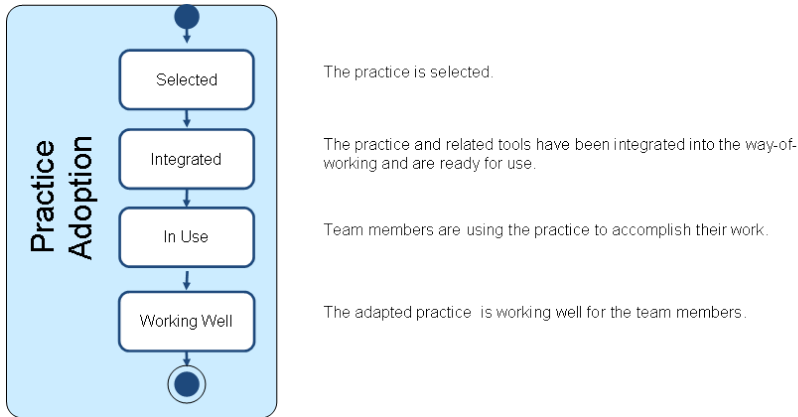 Practice
Adoption
Selected
The practice is selected.
Integrated
The practice and related tools have been integrated into the way-of-
working and are ready for use.
In Use
Team members are using the practice to accomplish their work.
Working Well
The adapted practice  is working well for the team members.